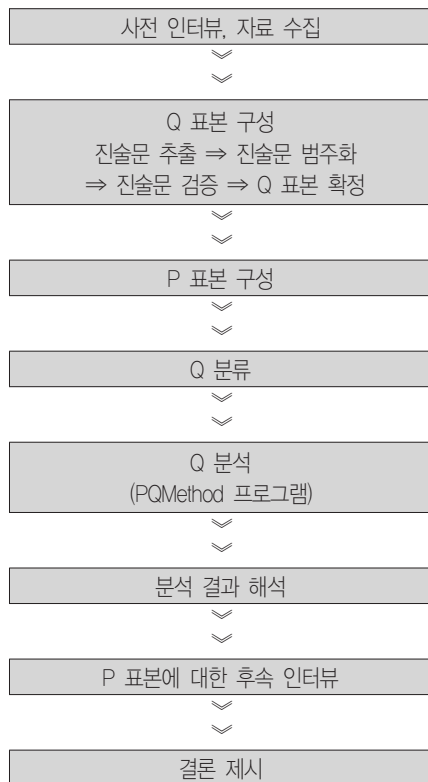 사전 인터뷰, 자료 수집
Q 표본 구성
진술문 추출 ⇒ 진술문 범주화
⇒ 진술문 검증 ⇒ Q 표본 확정
P 표본 구성
Q 분류
Q 분석
(PQMethod 프로그램)
분석 결과 해석
P 표본에 대한 후속 인터뷰
결론 제시